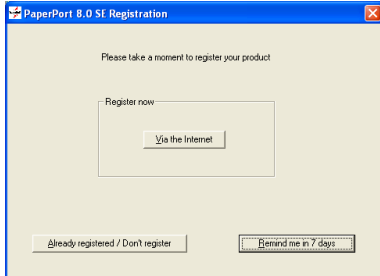 PaperPort 8.0 SE Registration
Please take a moment to register your product
Register now
Via the Internet
Already registered / Don't register
Remind me in 7 days